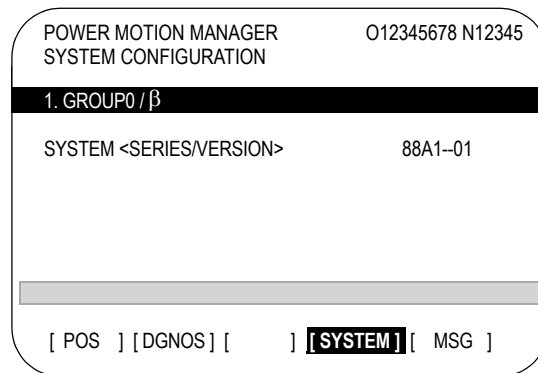 POWER MOTION MANAGER O12345678 N12345
SYSTEM CONFIGURATION
1. GROUP0 / β
SYSTEM <SERIES/VERSION> 88A1--01
[ POS ] [ DGNOS ] [ ] [ SYSTEM ] [ MSG ]